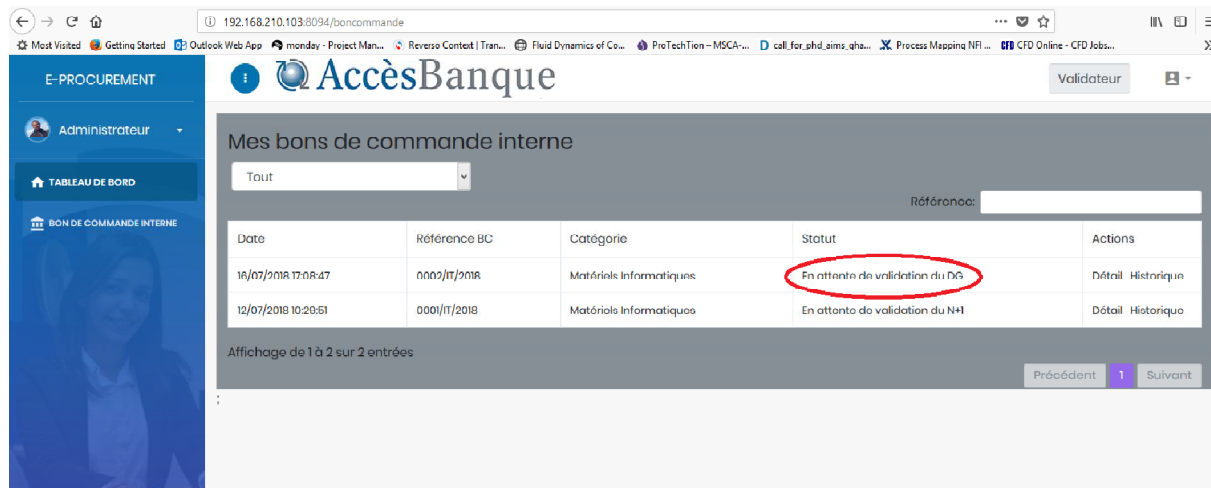 192.168.210.103:8094/boncommande
Most Visited Getting Started Outlook Web App monday - Project Man... Reverso Context | Tran... Fluid Dynamics of Co... ProTechTion – MSCA-... call_for_phd_aims_gha... Process Mapping NFI ... CFD Online - CFD Jobs...
E-PROCUREMENT
AccèsBanque
Validateur
Administrateur
TABLEAU DE BORD
BON DE COMMANDE INTERNE
Mes bons de commande interne
Tout
Référence:
Date Référence BC Catégorie Statut Actions
16/07/2018 17:08:47 0002/IT/2018 Matériels Informatiques En attente de validation du DG Détail Historique
12/07/2018 10:29:51 0001/IT/2018 Matériels Informatiques En attente de validation du N+1 Détail Historique
Affichage de 1 à 2 sur 2 entrées
Précédent 1 Suivant
;